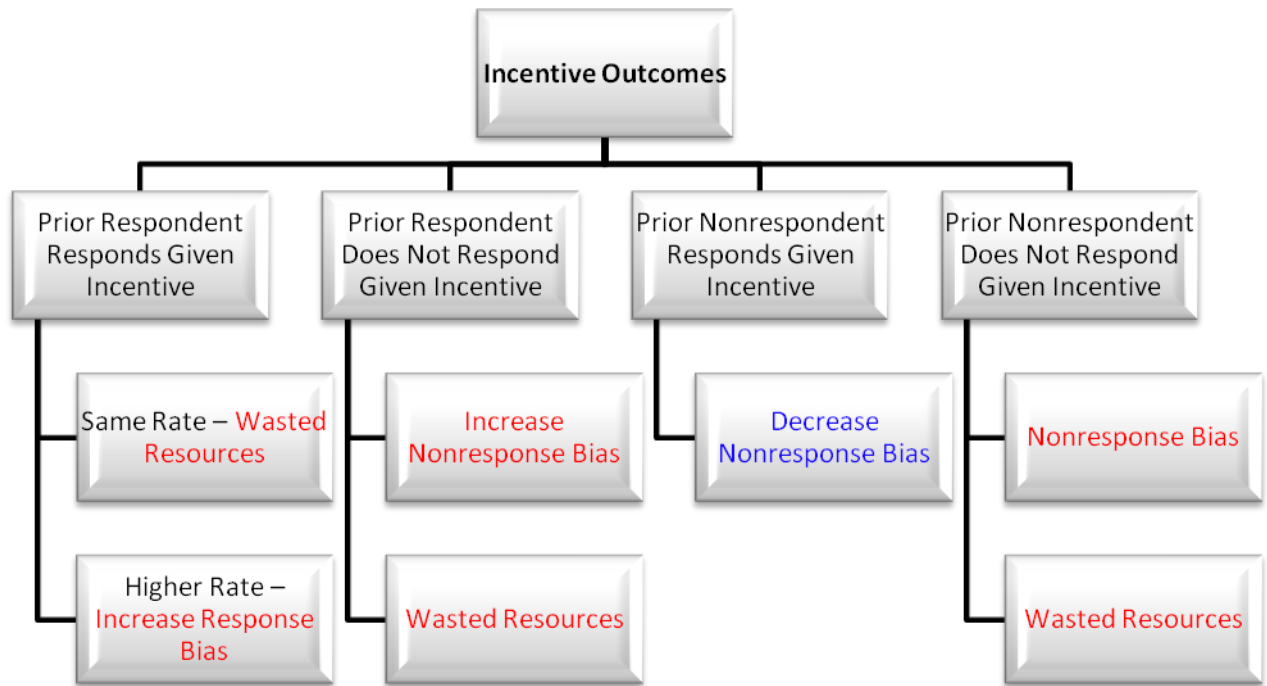 Incentive Outcomes
Prior Respondent
Responds Given
Incentive
Prior Respondent
Does Not Respond
Given Incentive
Prior Nonrespondent
Responds Given
Incentive
Prior Nonrespondent
Does Not Respond
Given Incentive
Same Rate – Wasted
Resources
Higher Rate –
Increase Response
Bias
Increase
Nonresponse Bias
Wasted Resources
Decrease
Nonresponse Bias
Nonresponse Bias
Wasted Resources